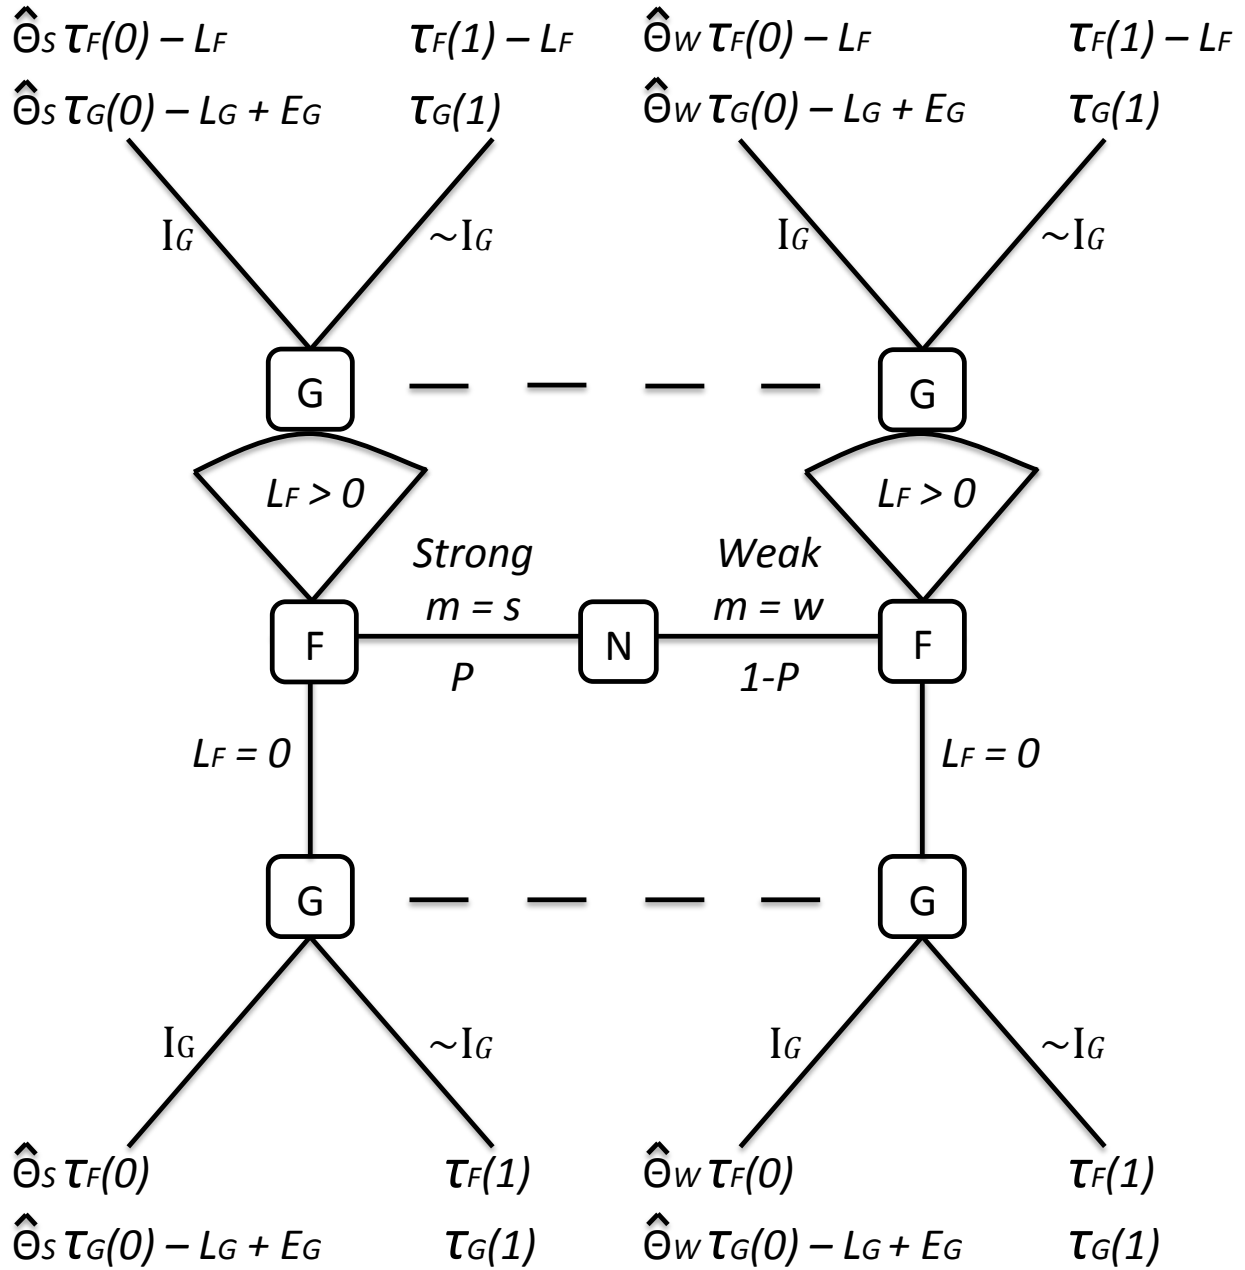 Θ̂S τF(0) – LF   τF(1) – LF   Θ̂W τF(0) – LF   τF(1) – LF
Θ̂S τG(0) – LG + EG   τG(1)   Θ̂W τG(0) – LG + EG   τG(1)
IG   ~IG   IG   ~IG
G   G
LF > 0   LF > 0
Strong   Weak
m = s   m = w
F   N   F
P   1-P
LF = 0   LF = 0
G   G
IG   ~IG   IG   ~IG
Θ̂S τF(0)   τF(1)   Θ̂W τF(0)   τF(1)
Θ̂S τG(0) – LG + EG   τG(1)   Θ̂W τG(0) – LG + EG   τG(1)